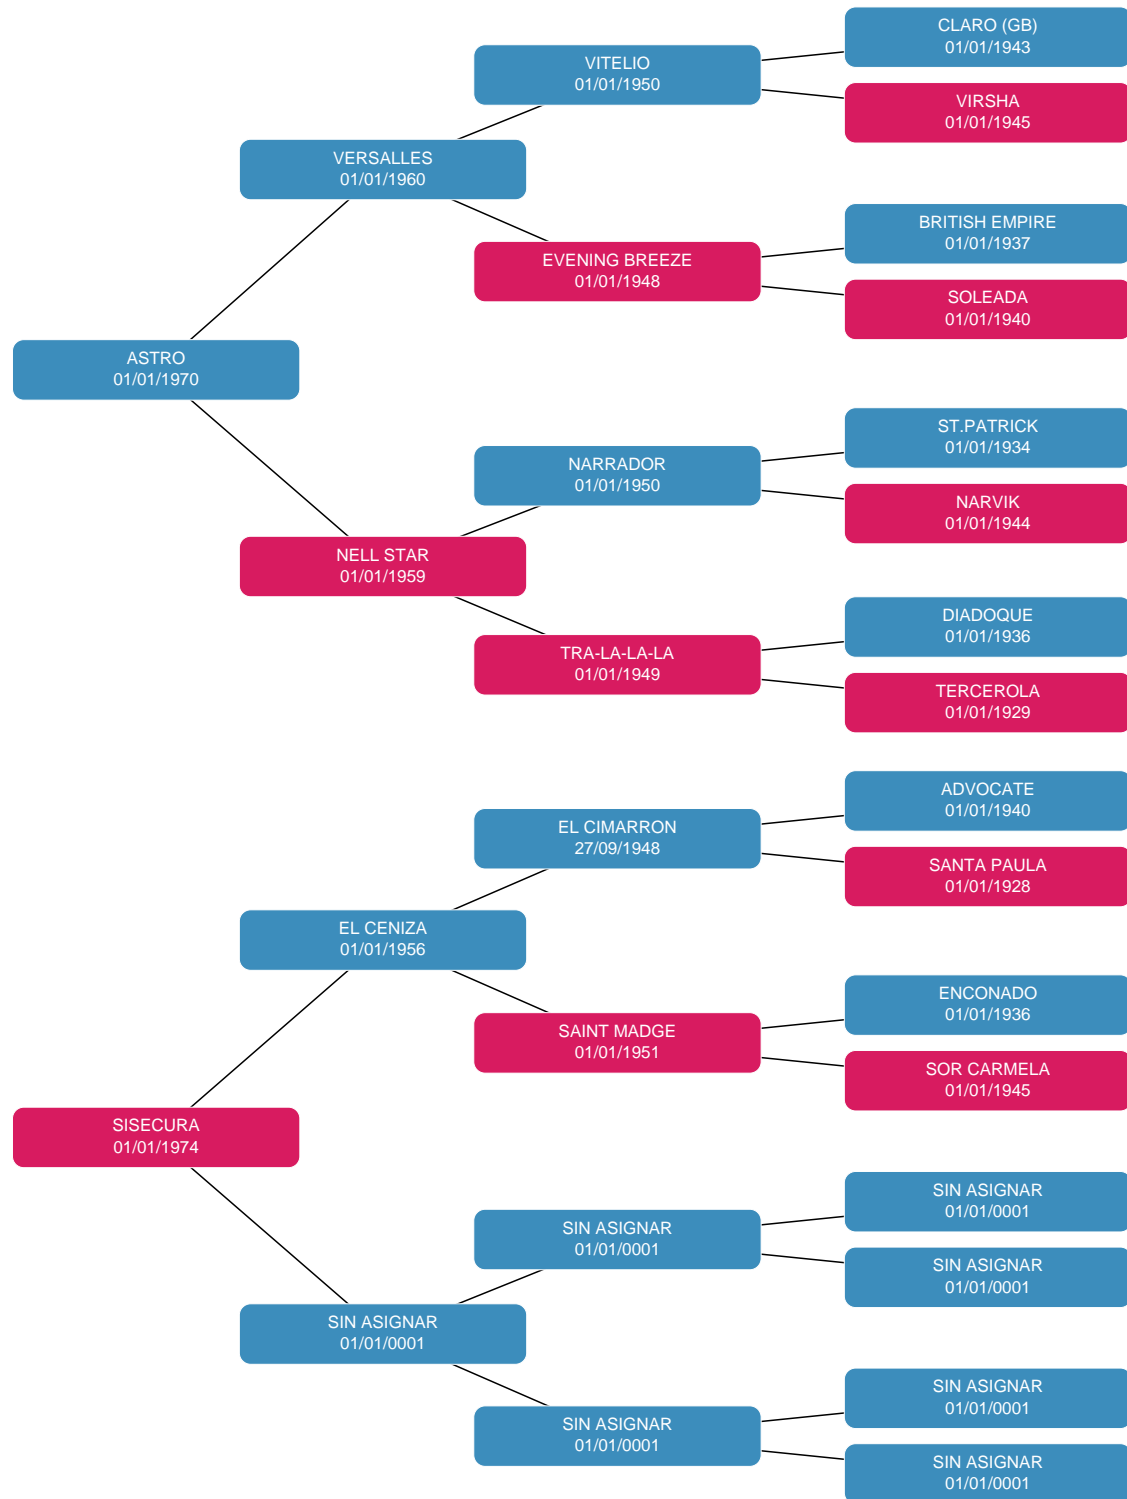 CLARO (GB)
01/01/1943
VITELIO
01/01/1950
VIRSHA
01/01/1945
VERSALLES
01/01/1960
BRITISH EMPIRE
01/01/1937
EVENING BREEZE
01/01/1948
SOLEADA
01/01/1940
ASTRO
01/01/1970
ST.PATRICK
01/01/1934
NARRADOR
01/01/1950
NARVIK
01/01/1944
NELL STAR
01/01/1959
DIADOQUE
01/01/1936
TRA-LA-LA-LA
01/01/1949
TERCEROLA
01/01/1929
ADVOCATE
01/01/1940
EL CIMARRON
27/09/1948
SANTA PAULA
01/01/1928
EL CENIZA
01/01/1956
ENCONADO
01/01/1936
SAINT MADGE
01/01/1951
SOR CARMELA
01/01/1945
SISECURA
01/01/1974
SIN ASIGNAR
01/01/0001
SIN ASIGNAR
01/01/0001
SIN ASIGNAR
01/01/0001
SIN ASIGNAR
01/01/0001
SIN ASIGNAR
01/01/0001
SIN ASIGNAR
01/01/0001
SIN ASIGNAR
01/01/0001